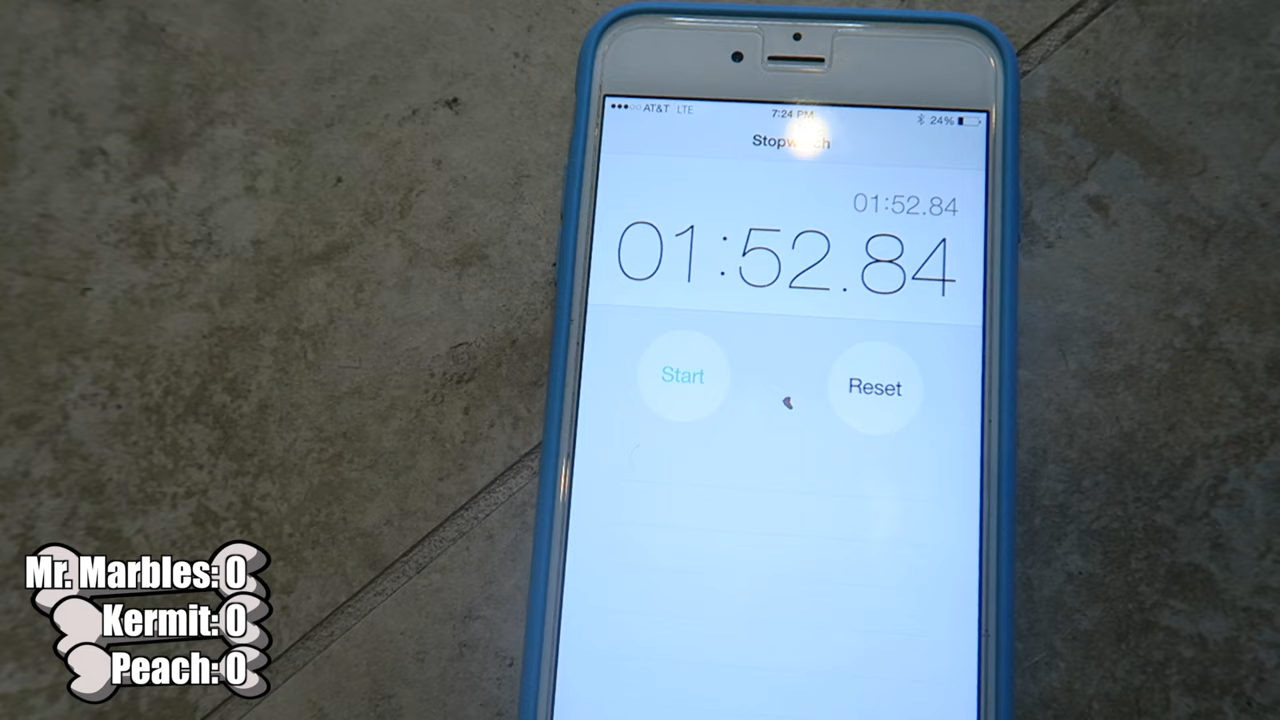 AT&T LTE 7:24 PM 24%
01:52.84
01:52.84
Start Reset
Mr. Marbles: 0
Kermit: 0
Peach: 0